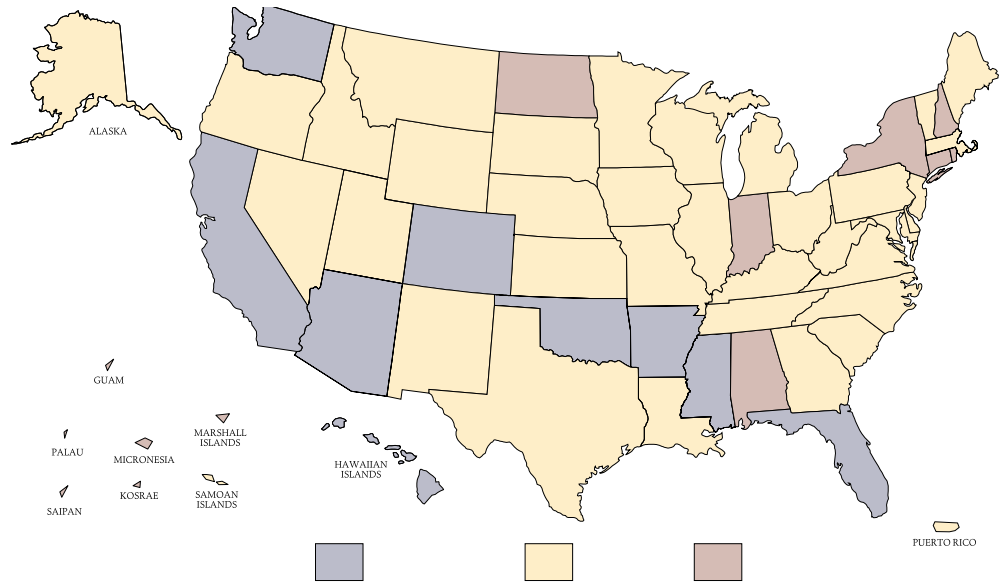 ALASKA
GUAM
MARSHALL
ISLANDS
PALAU
MICRONESIA
HAWAIIAN
ISLANDS
SAIPAN
KOSRAE
SAMOAN
ISLANDS
PUERTO RICO